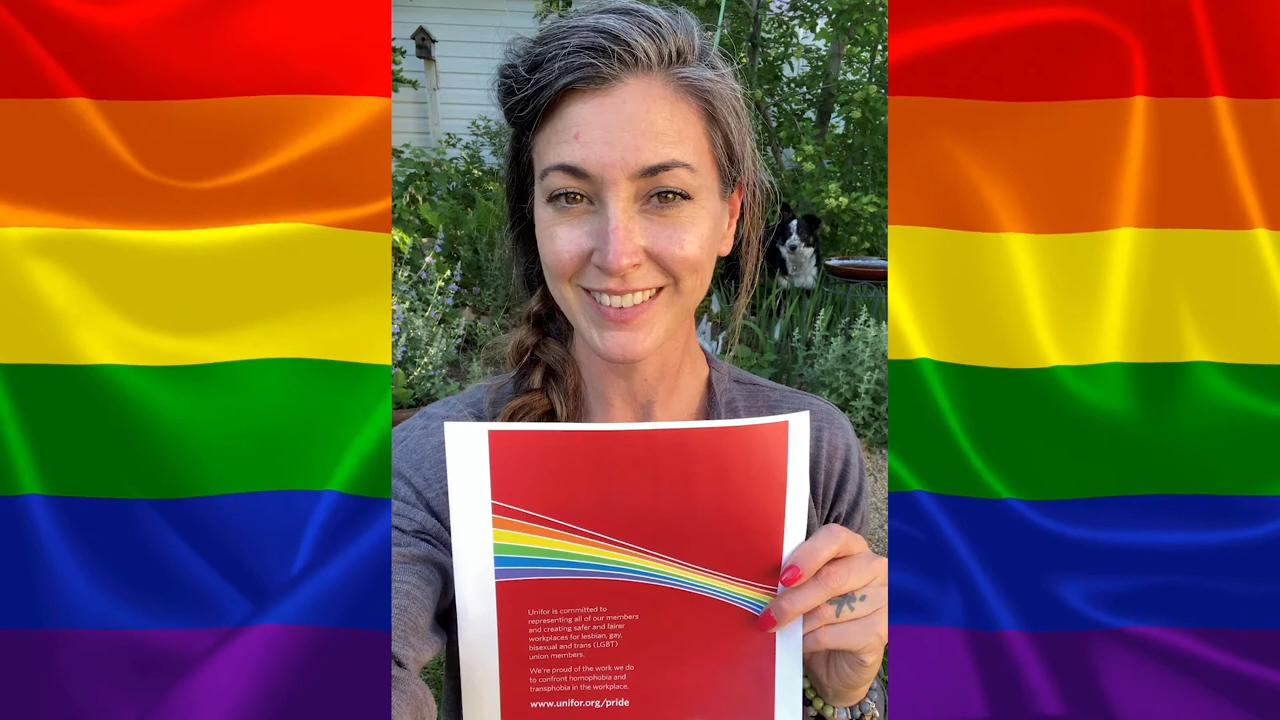 Unifor is committed to
representing all of our members
and creating safer and fairer
workplaces for lesbian, gay,
bisexual and trans (LGBT)
union members.
We're proud of the work we do
to confront homophobia and
transphobia in the workplace.
www.unifor.org/pride